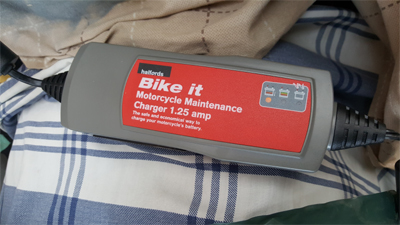 halfords
Bike it
Motorcycle Maintenance
Charger 1.25 amp
The safe and economical way to
charge your motorcycle's battery.